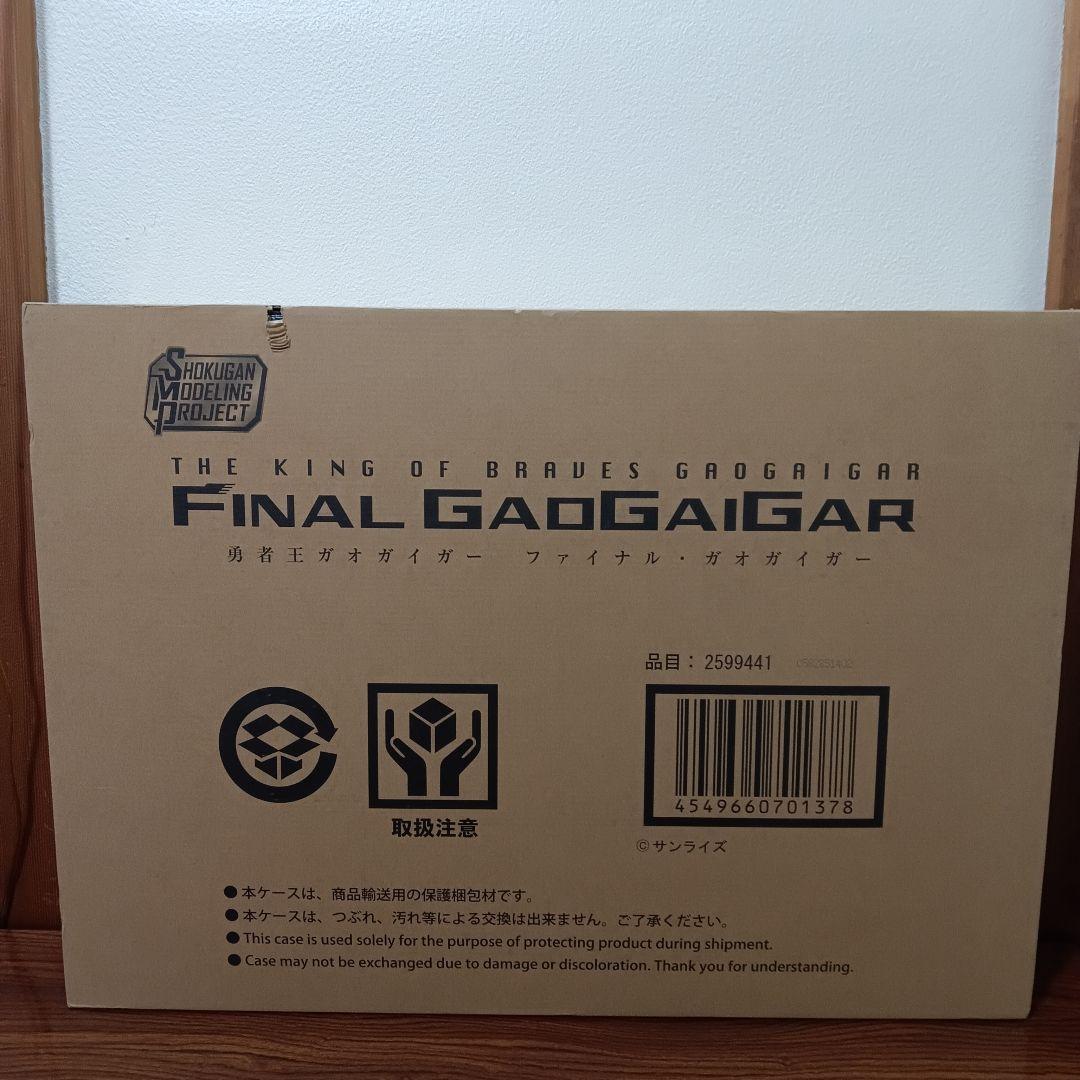 SHOKUGAN
MODELING
PROJECT
THE KING OF BRAVES GAOGAIGAR
FINAL GAOGAIGAR
勇者王ガオガイガー ファイナル・ガオガイガー
品目：2599441
取扱注意
4549660701378
©サンライズ
●本ケースは、商品輸送用の保護梱包材です。
●本ケースは、つぶれ、汚れ等による交換は出来ません。ご了承ください。
●This case is used solely for the purpose of protecting product during shipment.
●Case may not be exchanged due to damage or discoloration. Thank you for understanding.